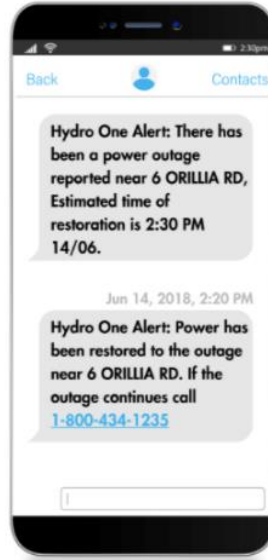 2:30pm
Back
Contacts
Hydro One Alert: There has
been a power outage
reported near 6 ORILLIA RD,
Estimated time of
restoration is 2:30 PM
14/06.
Jun 14, 2018, 2:20 PM
Hydro One Alert: Power has
been restored to the outage
near 6 ORILLIA RD. If the
outage continues call
1-800-434-1235